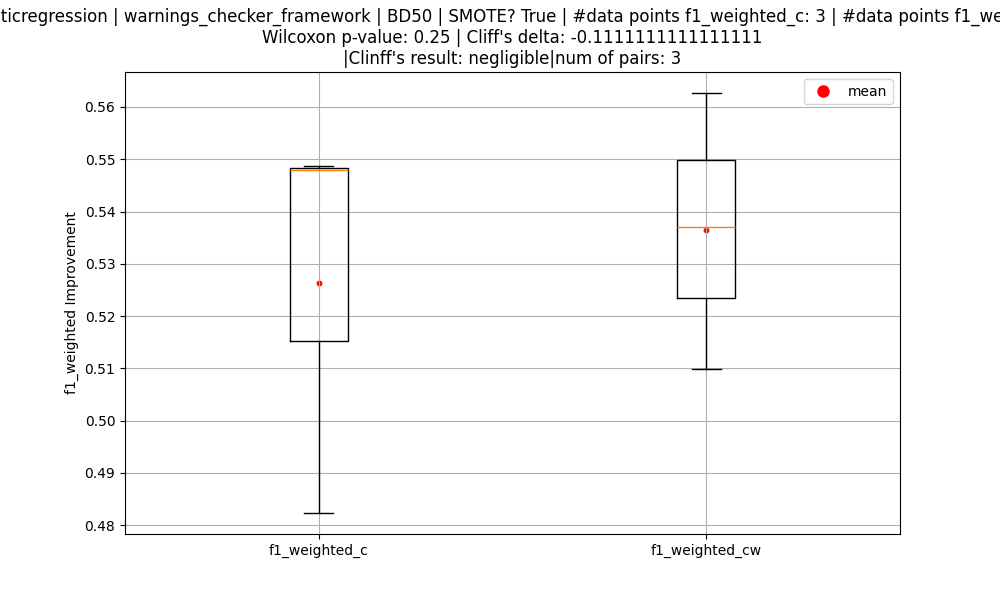 ticregression | warnings_checker_framework | BD50 | SMOTE? True | #data points f1_weighted_c: 3 | #data points f1_we
Wilcoxon p-value: 0.25 | Cliff's delta: -0.1111111111111111
|Clinff's result: negligible|num of pairs: 3
mean
0.56
0.55
0.54
0.53
0.52
0.51
0.50
0.49
0.48
f1_weighted Improvement
f1_weighted_c
f1_weighted_cw